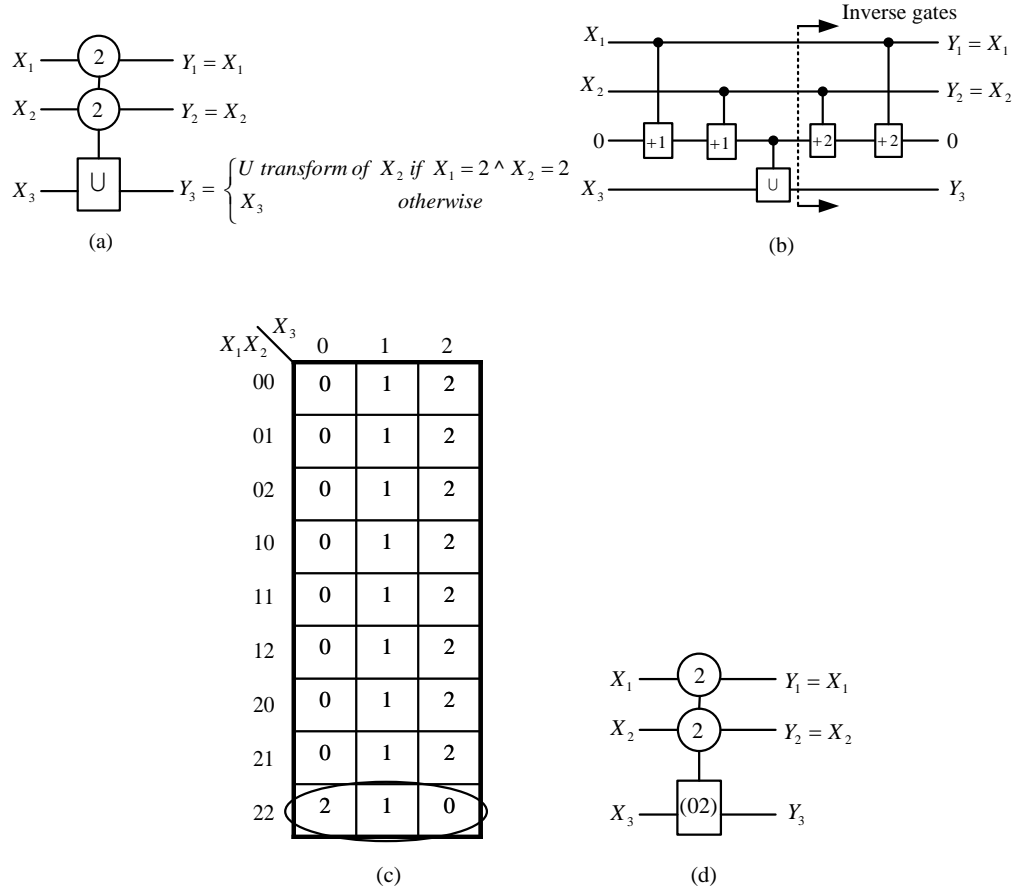 X₁ 2 Y₁ = X₁
X₂ 2 Y₂ = X₂
X₃ U Y₃ = { U transform of X₂ if X₁ = 2 ^ X₂ = 2
X₃ otherwise
(a)
Inverse gates
X₁ Y₁ = X₁
X₂ Y₂ = X₂
0 +1 +1 +2 +2 0
X₃ U Y₃
(b)
X₃
X₁X₂ 0 1 2
00 0 1 2
01 0 1 2
02 0 1 2
10 0 1 2
11 0 1 2
12 0 1 2
20 0 1 2
21 0 1 2
22 2 1 0
(c)
X₁ 2 Y₁ = X₁
X₂ 2 Y₂ = X₂
X₃ (02) Y₃
(d)